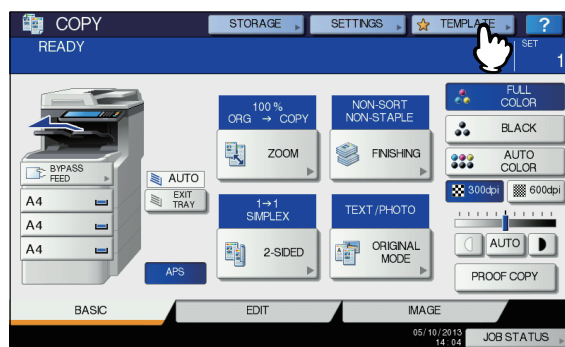 COPY
STORAGE
SETTINGS
TEMPLATE
?
READY
SET
1
BYPASS
FEED
A4
A4
A4
AUTO
EXIT
TRAY
APS
100 %
ORG → COPY
ZOOM
NON-SORT
NON-STAPLE
FINISHING
1→1
SIMPLEX
2-SIDED
TEXT/PHOTO
ORIGINAL
MODE
FULL
COLOR
BLACK
AUTO
COLOR
300dpi
600dpi
AUTO
PROOF COPY
BASIC
EDIT
IMAGE
05/10/2013
14:04
JOB STATUS